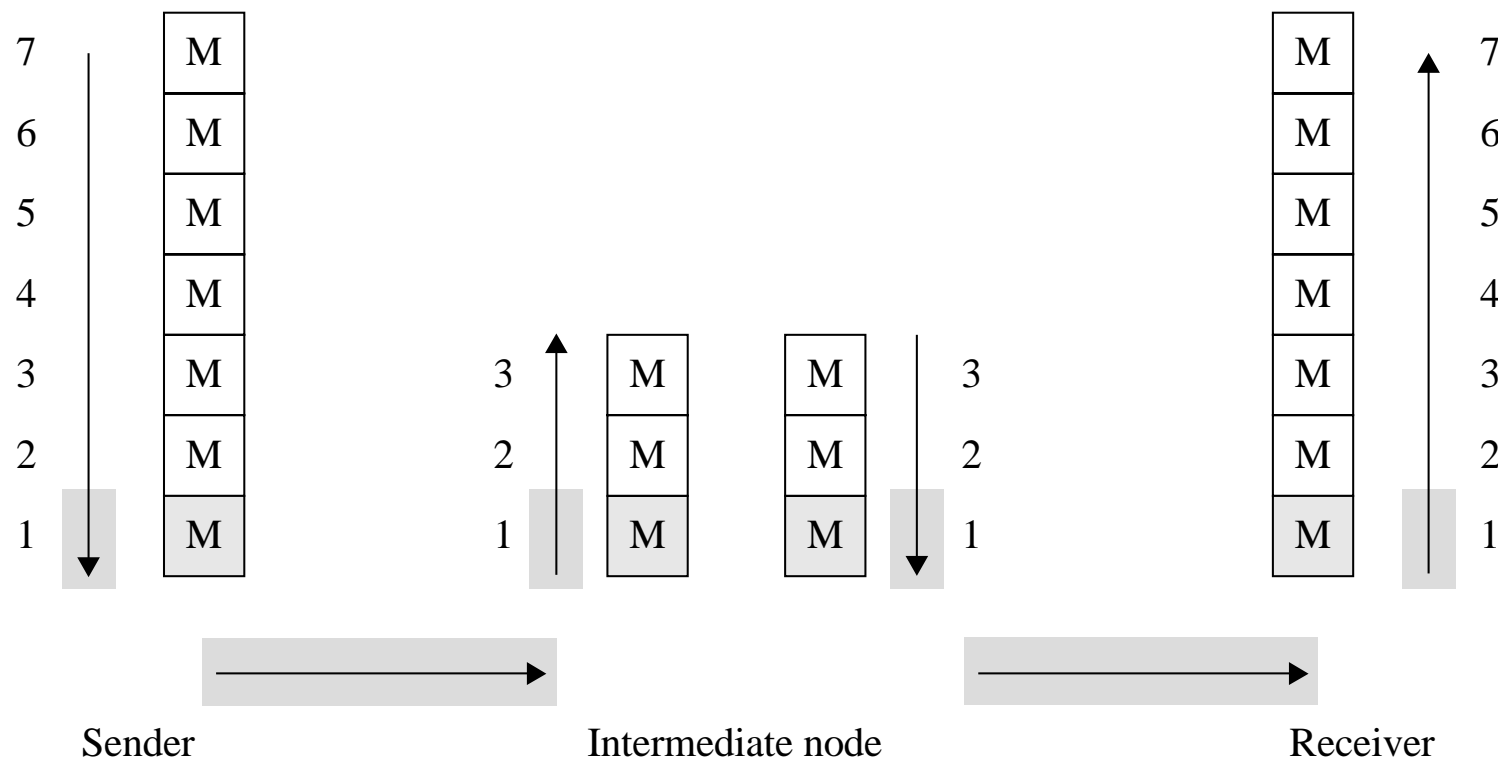 7 M M 7
6 M M 6
5 M M 5
4 M M 4
3 M 3 M M 3 M 3
2 M 2 M M 2 M 2
1 M 1 M M 1 M 1
Sender Intermediate node Receiver